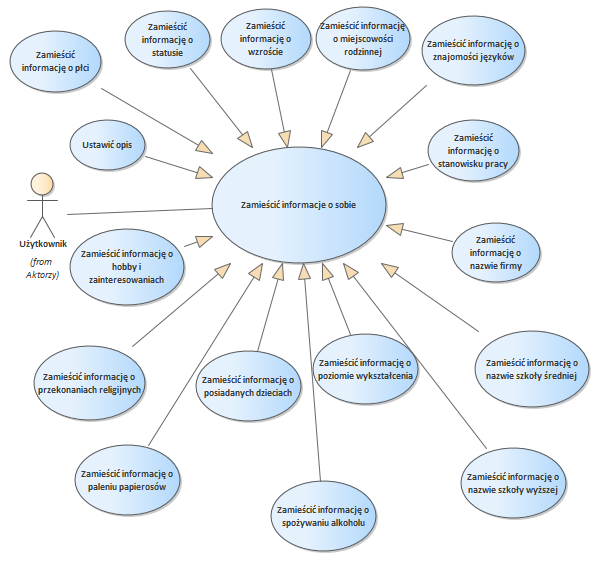 Zamieścić
informację o płci
Zamieścić
informację o
statusie
Zamieścić
informację o
wzroście
Zamieścić informację
o miejscowości
rodzinnej
Zamieścić informację o
znajomości języków
Ustawić opis
Zamieścić
informację o
stanowisku pracy
Zamieścić informacje o sobie
Użytkownik
(from
Aktorzy)
Zamieścić informację o
hobby i
zainteresowaniach
Zamieścić
informację o
nazwie firmy
Zamieścić informację o
przekonaniach religijnych
Zamieścić informację o
posiadanych dzieciach
Zamieścić informację o
poziomie wykształcenia
Zamieścić informację o
nazwie szkoły średniej
Zamieścić informację o
paleniu papierosów
Zamieścić informację o
spożywaniu alkoholu
Zamieścić informację o
nazwie szkoły wyższej